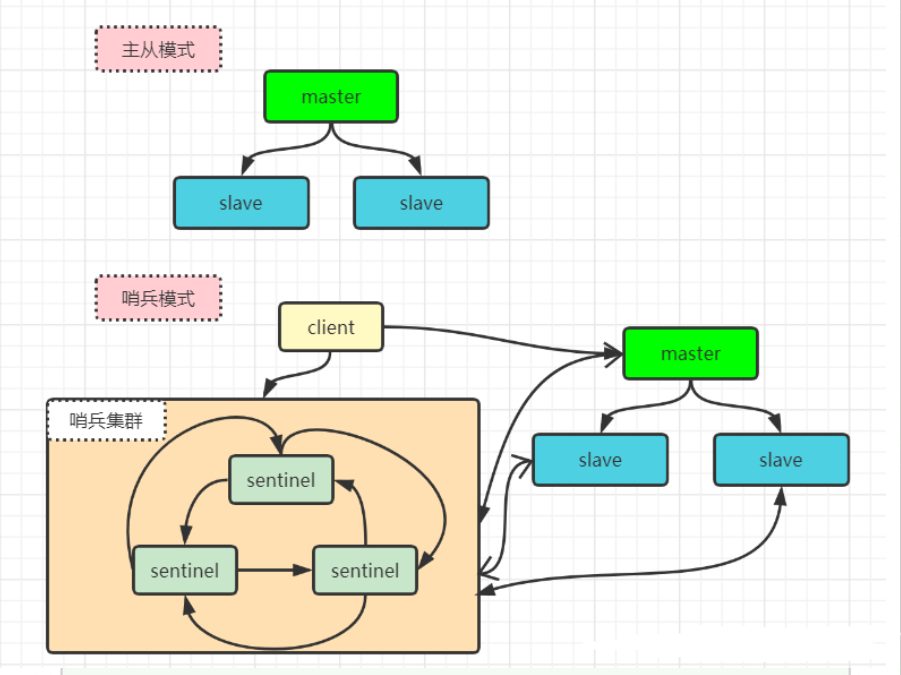 主从模式
master
slave
slave
哨兵模式
client
master
哨兵集群
slave
slave
sentinel
sentinel
sentinel